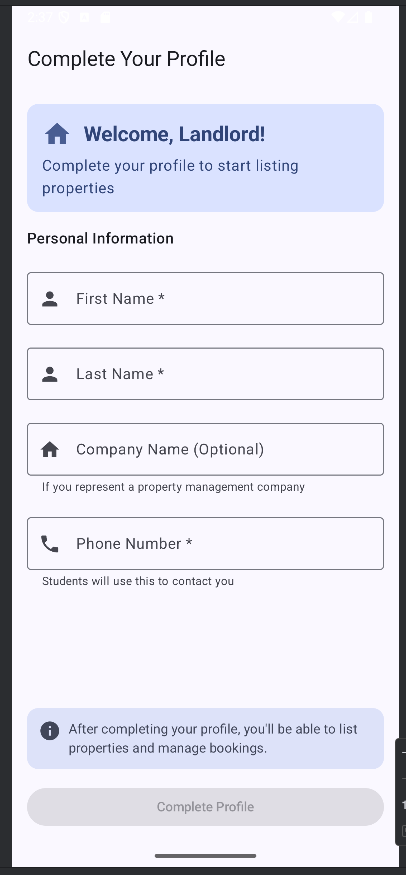 Complete Your Profile
Welcome, Landlord!
Complete your profile to start listing
properties
Personal Information
First Name *
Last Name *
Company Name (Optional)
If you represent a property management company
Phone Number *
Students will use this to contact you
After completing your profile, you'll be able to list
properties and manage bookings.
Complete Profile